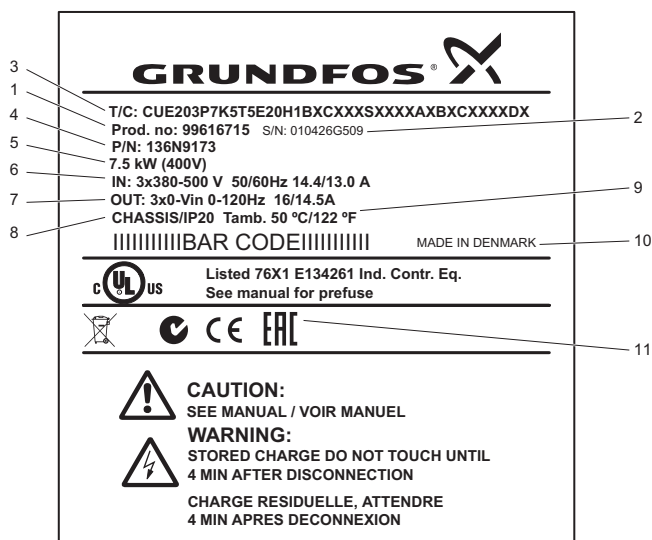 GRUNDFOS®
3
T/C: CUE203P7K5T5E20H1BXCXXXSXXXXAXBXCXXXXDX
1
Prod. no: 99616715 S/N: 010426G509
2
4
P/N: 136N9173
5
7.5 kW (400V)
6
IN: 3x380-500 V 50/60Hz 14.4/13.0 A
7
OUT: 3x0-Vin 0-120Hz 16/14.5A
9
8
CHASSIS/IP20 Tamb. 50 ºC/122 ºF
IIIIIIIIIIIBAR CODEIIIIIIIIIII MADE IN DENMARK
10
C UL US
Listed 76X1 E134261 Ind. Contr. Eq.
See manual for prefuse
CE EAC
11
CAUTION:
SEE MANUAL / VOIR MANUEL
WARNING:
STORED CHARGE DO NOT TOUCH UNTIL
4 MIN AFTER DISCONNECTION
CHARGE RESIDUELLE, ATTENDRE
4 MIN APRES DECONNEXION